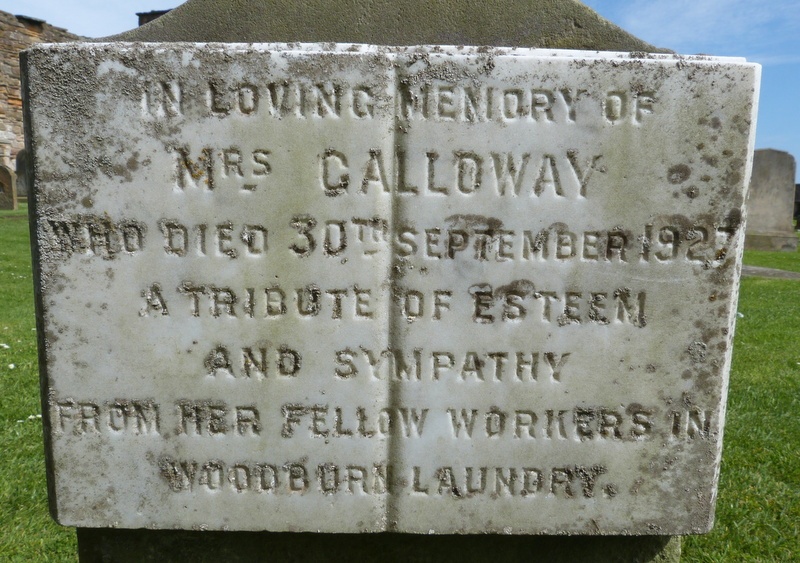 IN LOVING MEMORY OF
MRS GALLOWAY
WHO DIED 30TH SEPTEMBER 1927
A TRIBUTE OF ESTEEM
AND SYMPATHY
FROM HER FELLOW WORKERS IN
WOODBURN LAUNDRY.